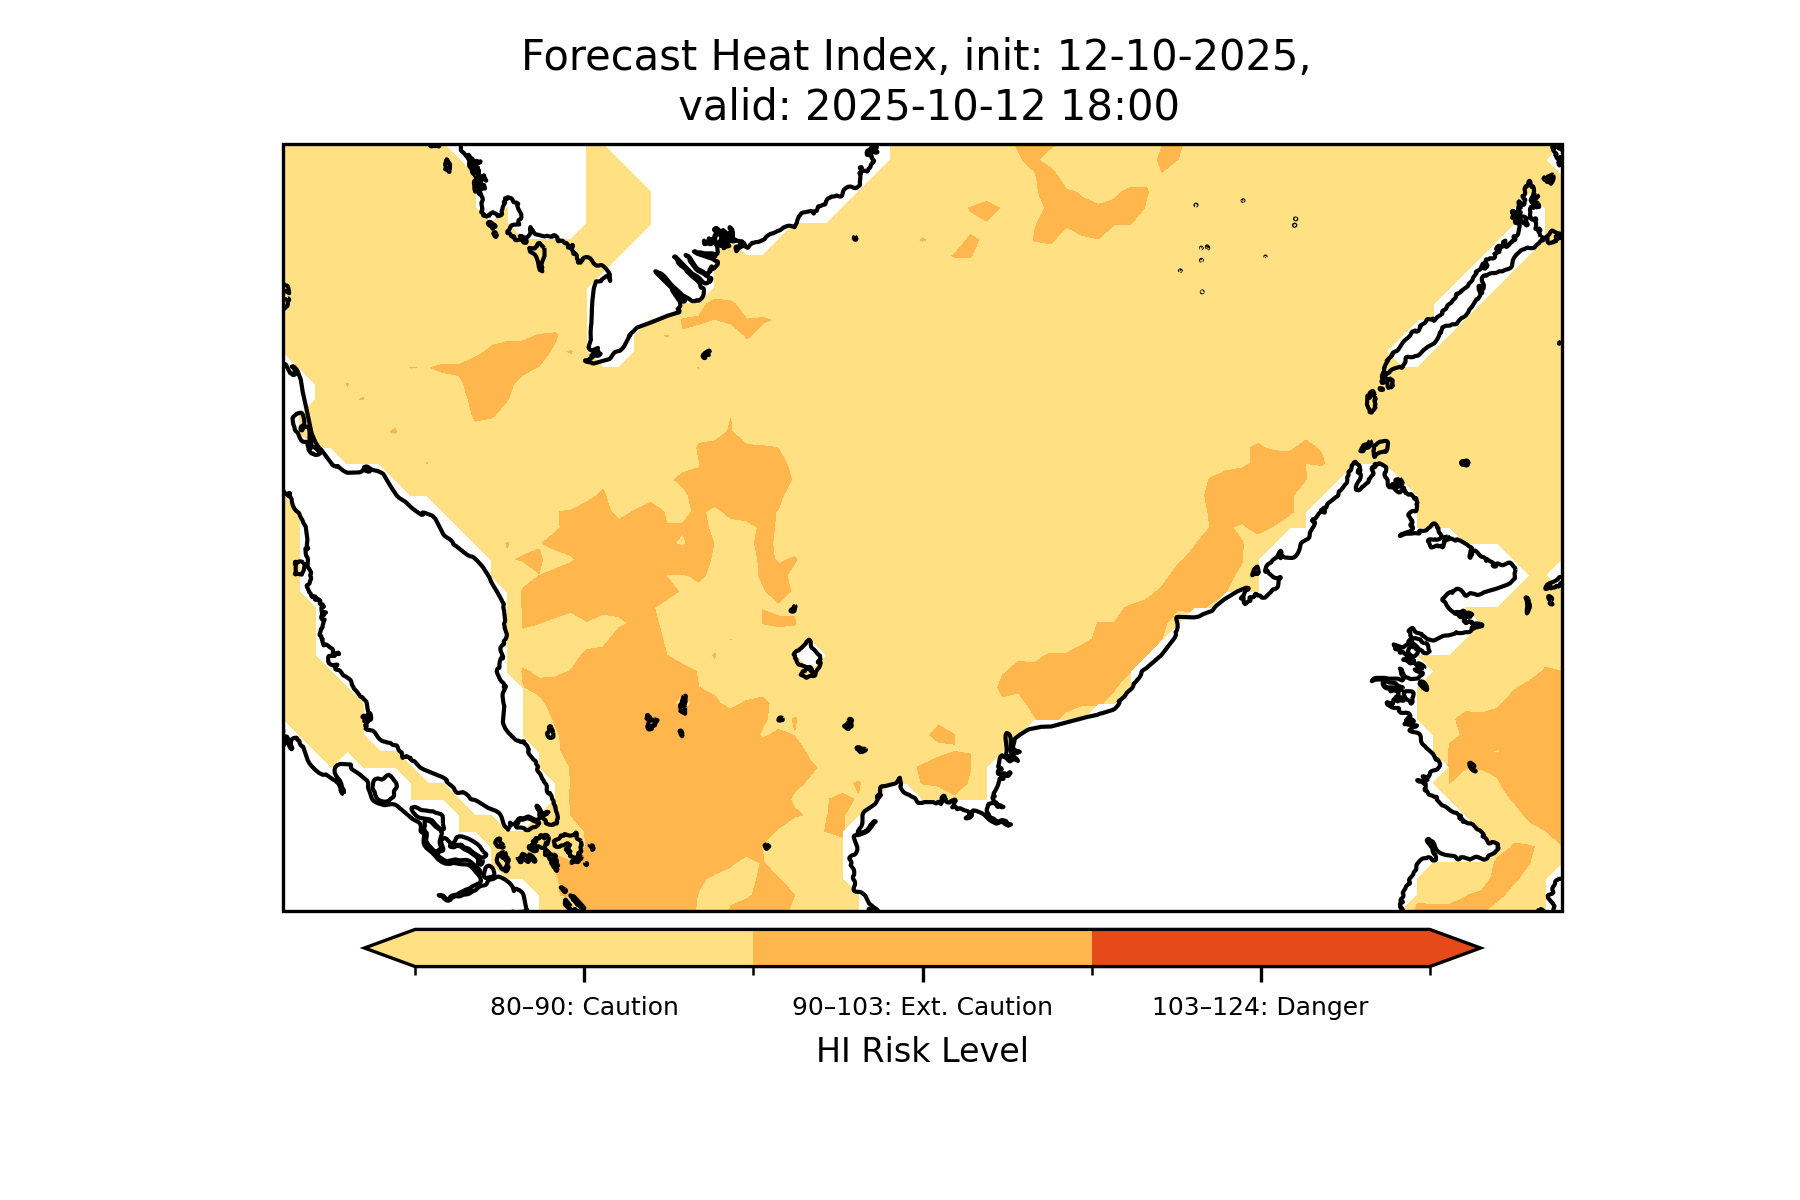 Forecast Heat Index, init: 12-10-2025,
valid: 2025-10-12 18:00
80–90: Caution
90–103: Ext. Caution
103–124: Danger
HI Risk Level